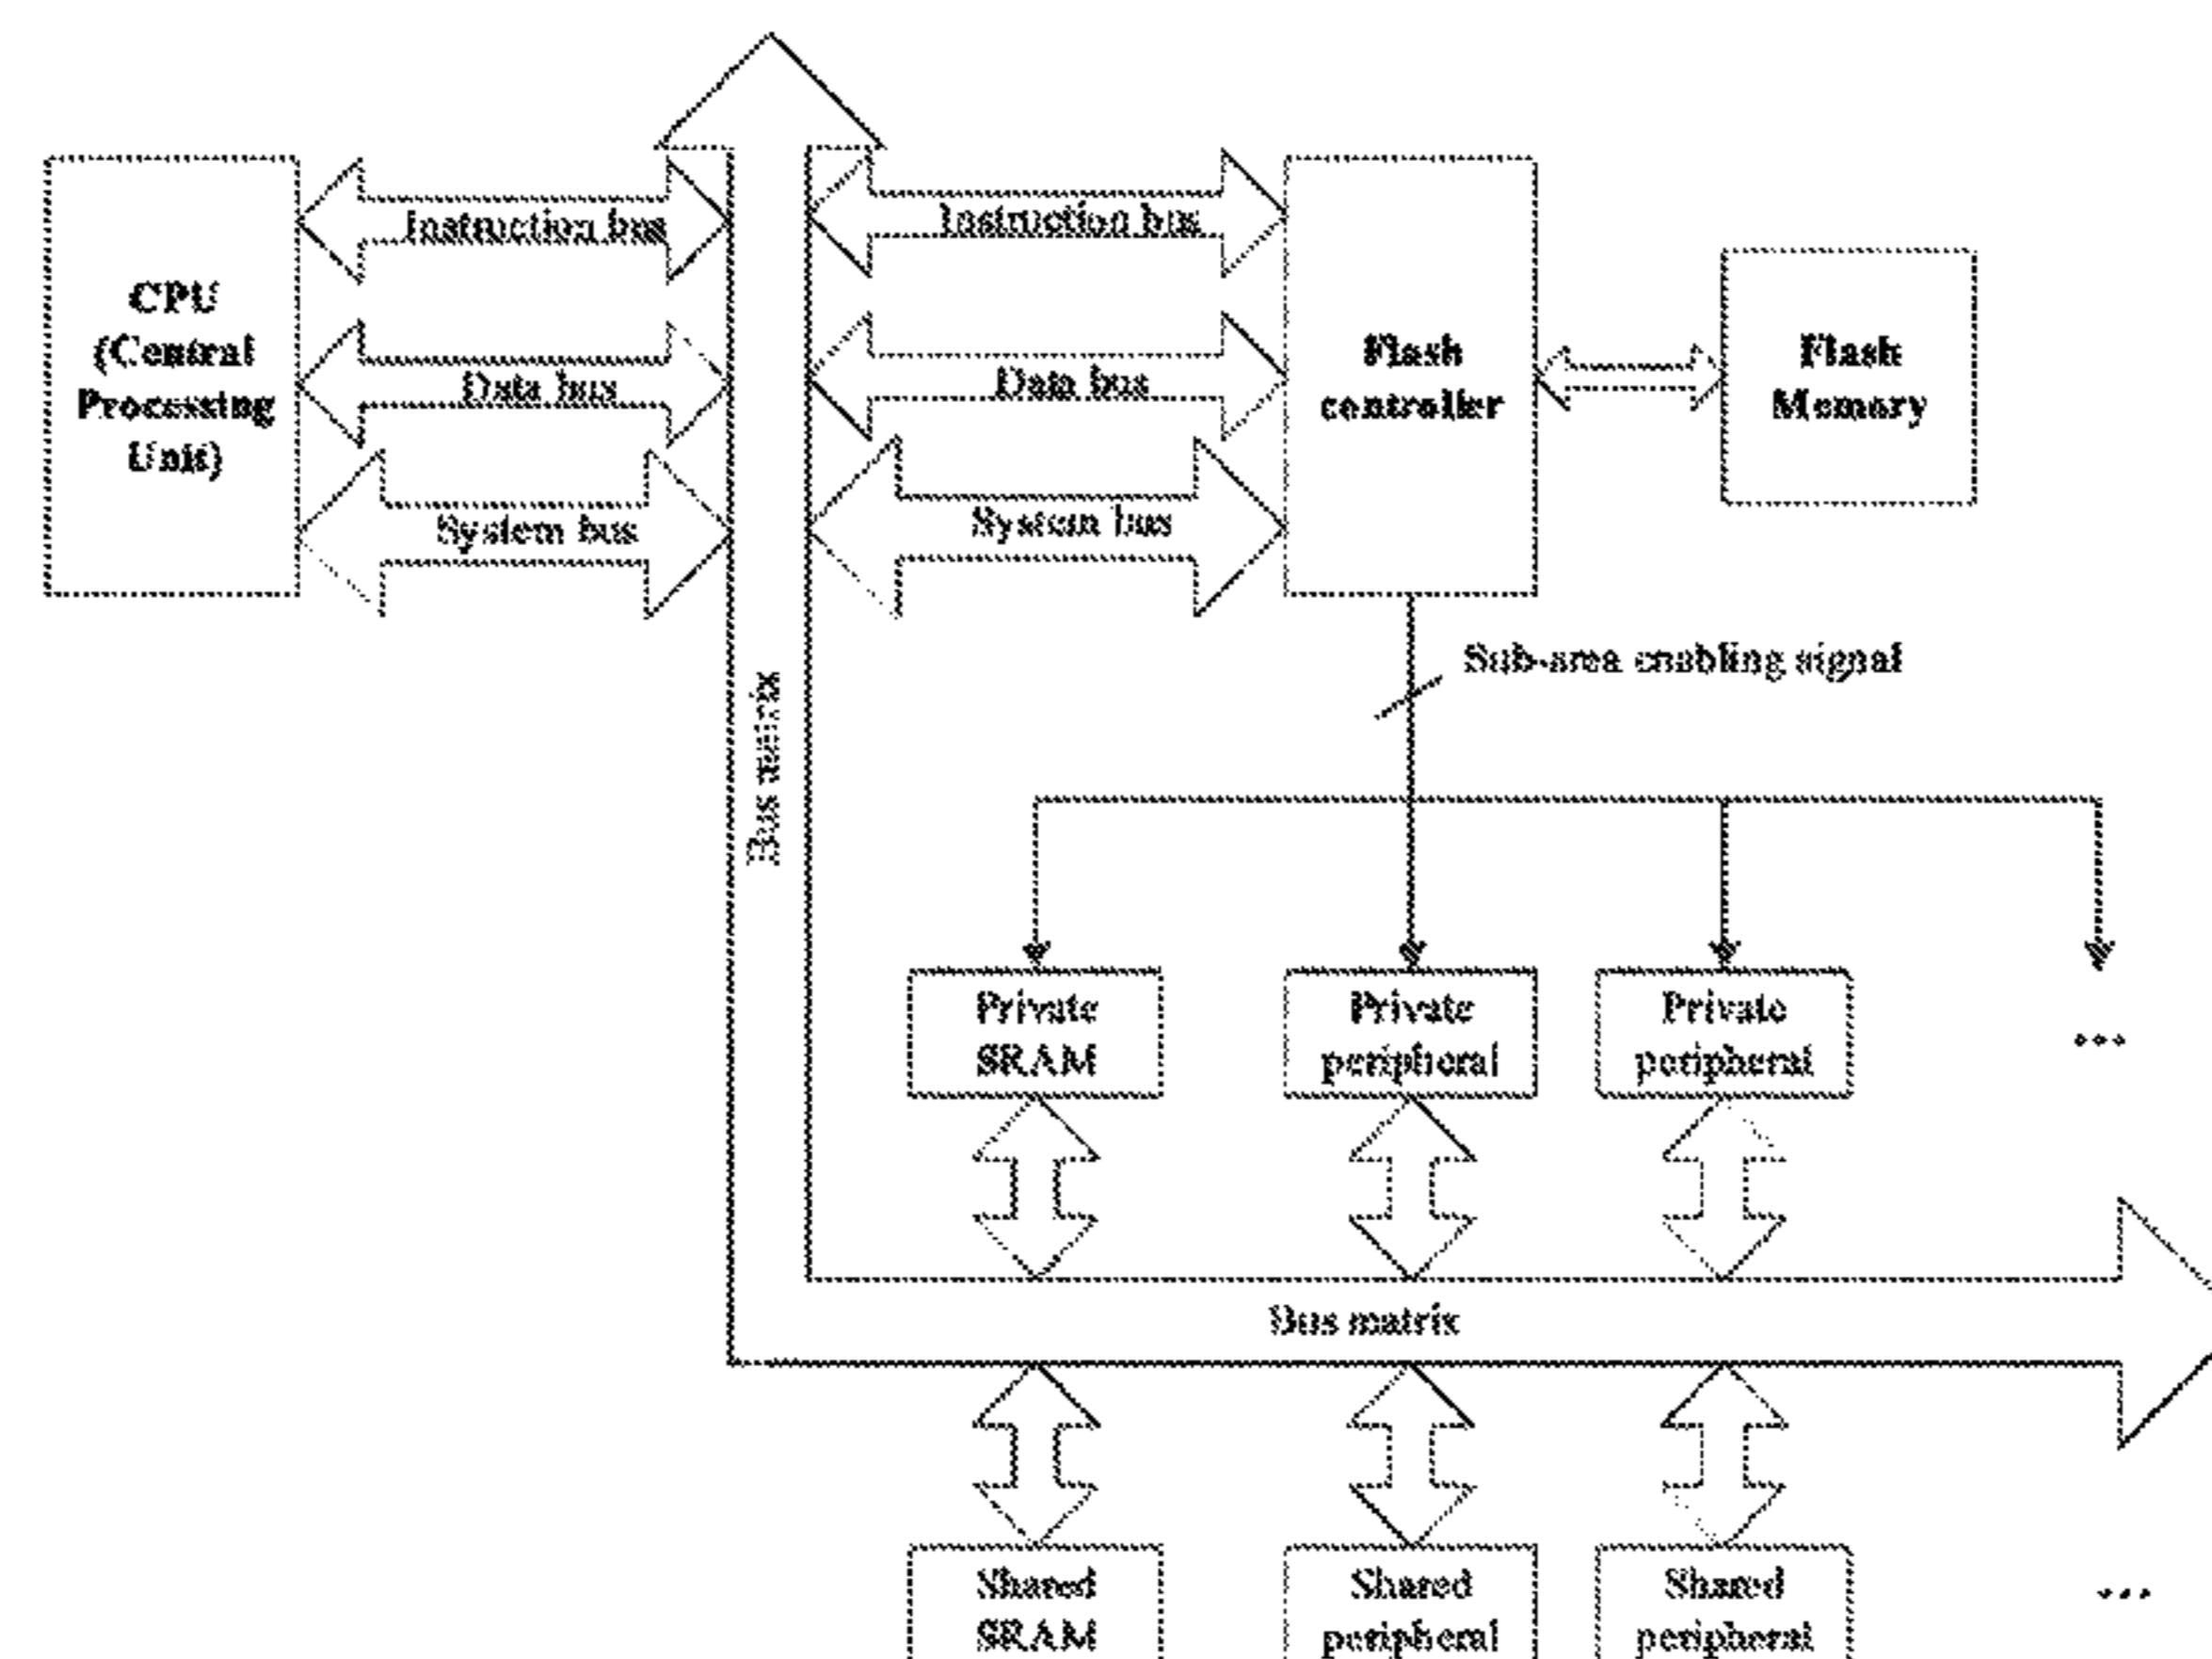 Instruction bus
Instruction bus
CPU
(Central
Processing
Unit)
Data bus
Data bus
Flash
controller
Flash
Memory
System bus
System bus
Sub-area enabling signal
Bus matrix
Private
SRAM
Private
peripheral
Private
peripheral
...
Bus matrix
Shared
SRAM
Shared
peripheral
Shared
peripheral
...